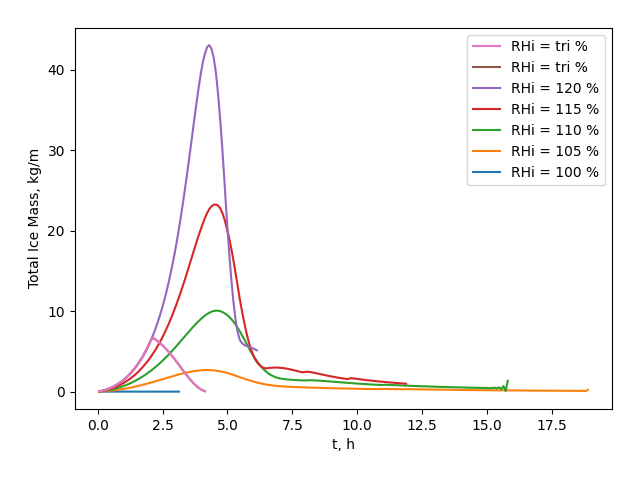 RHi = tri %
RHi = tri %
RHi = 120 %
RHi = 115 %
RHi = 110 %
RHi = 105 %
RHi = 100 %
Total Ice Mass, kg/m
40
30
20
10
0
0.0 2.5 5.0 7.5 10.0 12.5 15.0 17.5
t, h